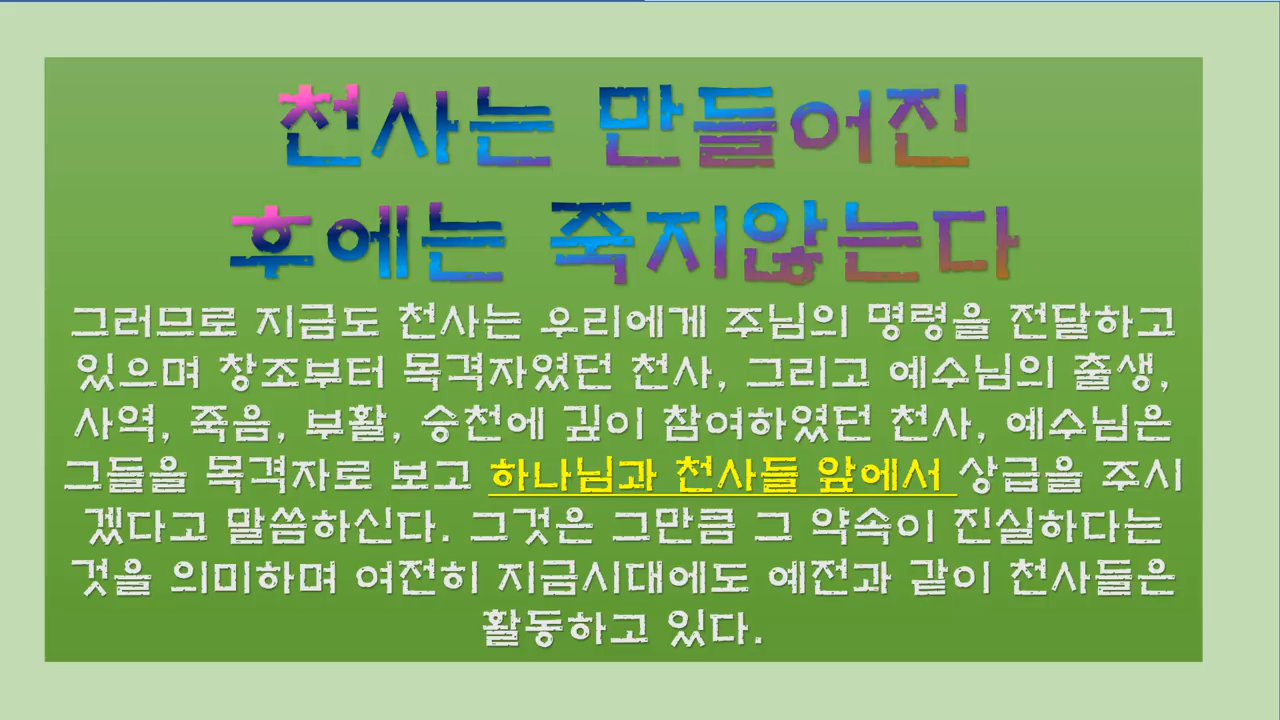 천사는 만들어진
후에는 죽지않는다
그러므로 지금도 천사는 우리에게 주님의 명령을 전달하고
있으며 창조부터 목격자였던 천사, 그리고 예수님의 출생,
사역, 죽음, 부활, 승천에 깊이 참여하였던 천사, 예수님은
그들을 목격자로 보고 하나님과 천사들 앞에서 상급을 주시
겠다고 말씀하신다. 그것은 그만큼 그 약속이 진실하다는
것을 의미하며 여전히 지금시대에도 예전과 같이 천사들은
활동하고 있다.